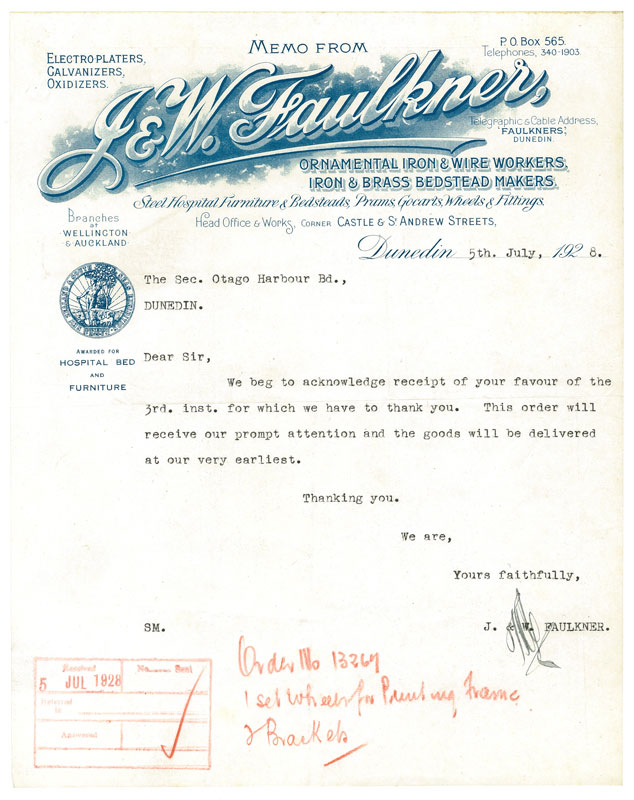 MEMO FROM
ELECTRO-PLATERS,
GALVANIZERS,
OXIDIZERS.
P.O. BOX 565.
Telephones, 340-1903.
J. & W. Faulkner,
Telegraphic & Cable Address,
'FAULKNERS',
DUNEDIN.
ORNAMENTAL IRON & WIRE WORKERS,
IRON & BRASS BEDSTEAD MAKERS.
Steel Hospital Furniture & Bedsteads, Prams, Gocarts, Wheels & Fittings.
Head Office & Works, CORNER CASTLE & ST ANDREW STREETS,
Branches
AT
WELLINGTON
& AUCKLAND
Dunedin 5th. July, 1928.
The Sec. Otago Harbour Bd.,
DUNEDIN.
AWARDED FOR
HOSPITAL BED
AND
FURNITURE
Dear Sir,
We beg to acknowledge receipt of your favour of the
3rd. inst. for which we have to thank you. This order will
receive our prompt attention and the goods will be delivered
at our very earliest.
Thanking you.
We are,
Yours faithfully,
SM.
J. & W. FAULKNER.
Received
5 JUL 1928
Answered
Order No 13267
1 set Wheels for Printing Frame
2 Brackets